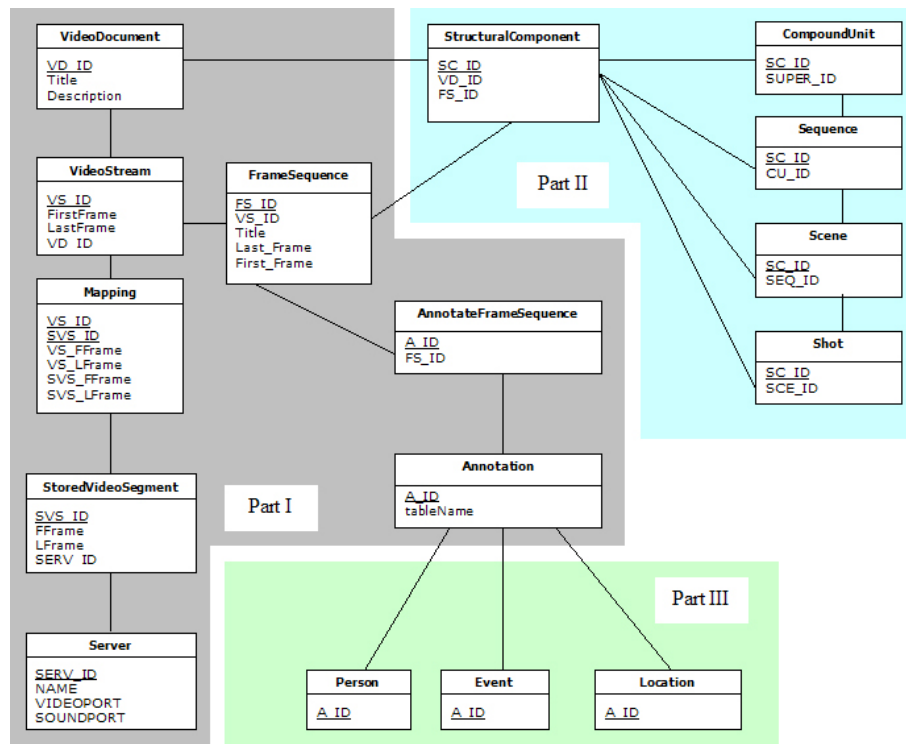 VideoDocument
VD_ID
Title
Description
VideoStream
VS_ID
FirstFrame
LastFrame
VD_ID
Mapping
VS_ID
SVS_ID
VS_FFrame
VS_LFrame
SVS_FFrame
SVS_LFrame
StoredVideoSegment
SVS_ID
FFrame
LFrame
SERV_ID
Server
SERV_ID
NAME
VIDEOPORT
SOUNDPORT
FrameSequence
FS_ID
VS_ID
Title
Last_Frame
First_Frame
AnnotateFrameSequence
A_ID
FS_ID
Annotation
A_ID
tableName
Part I
StructuralComponent
SC_ID
VD_ID
FS_ID
Part II
CompoundUnit
SC_ID
SUPER_ID
Sequence
SC_ID
CU_ID
Scene
SC_ID
SEQ_ID
Shot
SC_ID
SCE_ID
Part III
Person
A_ID
Event
A_ID
Location
A_ID